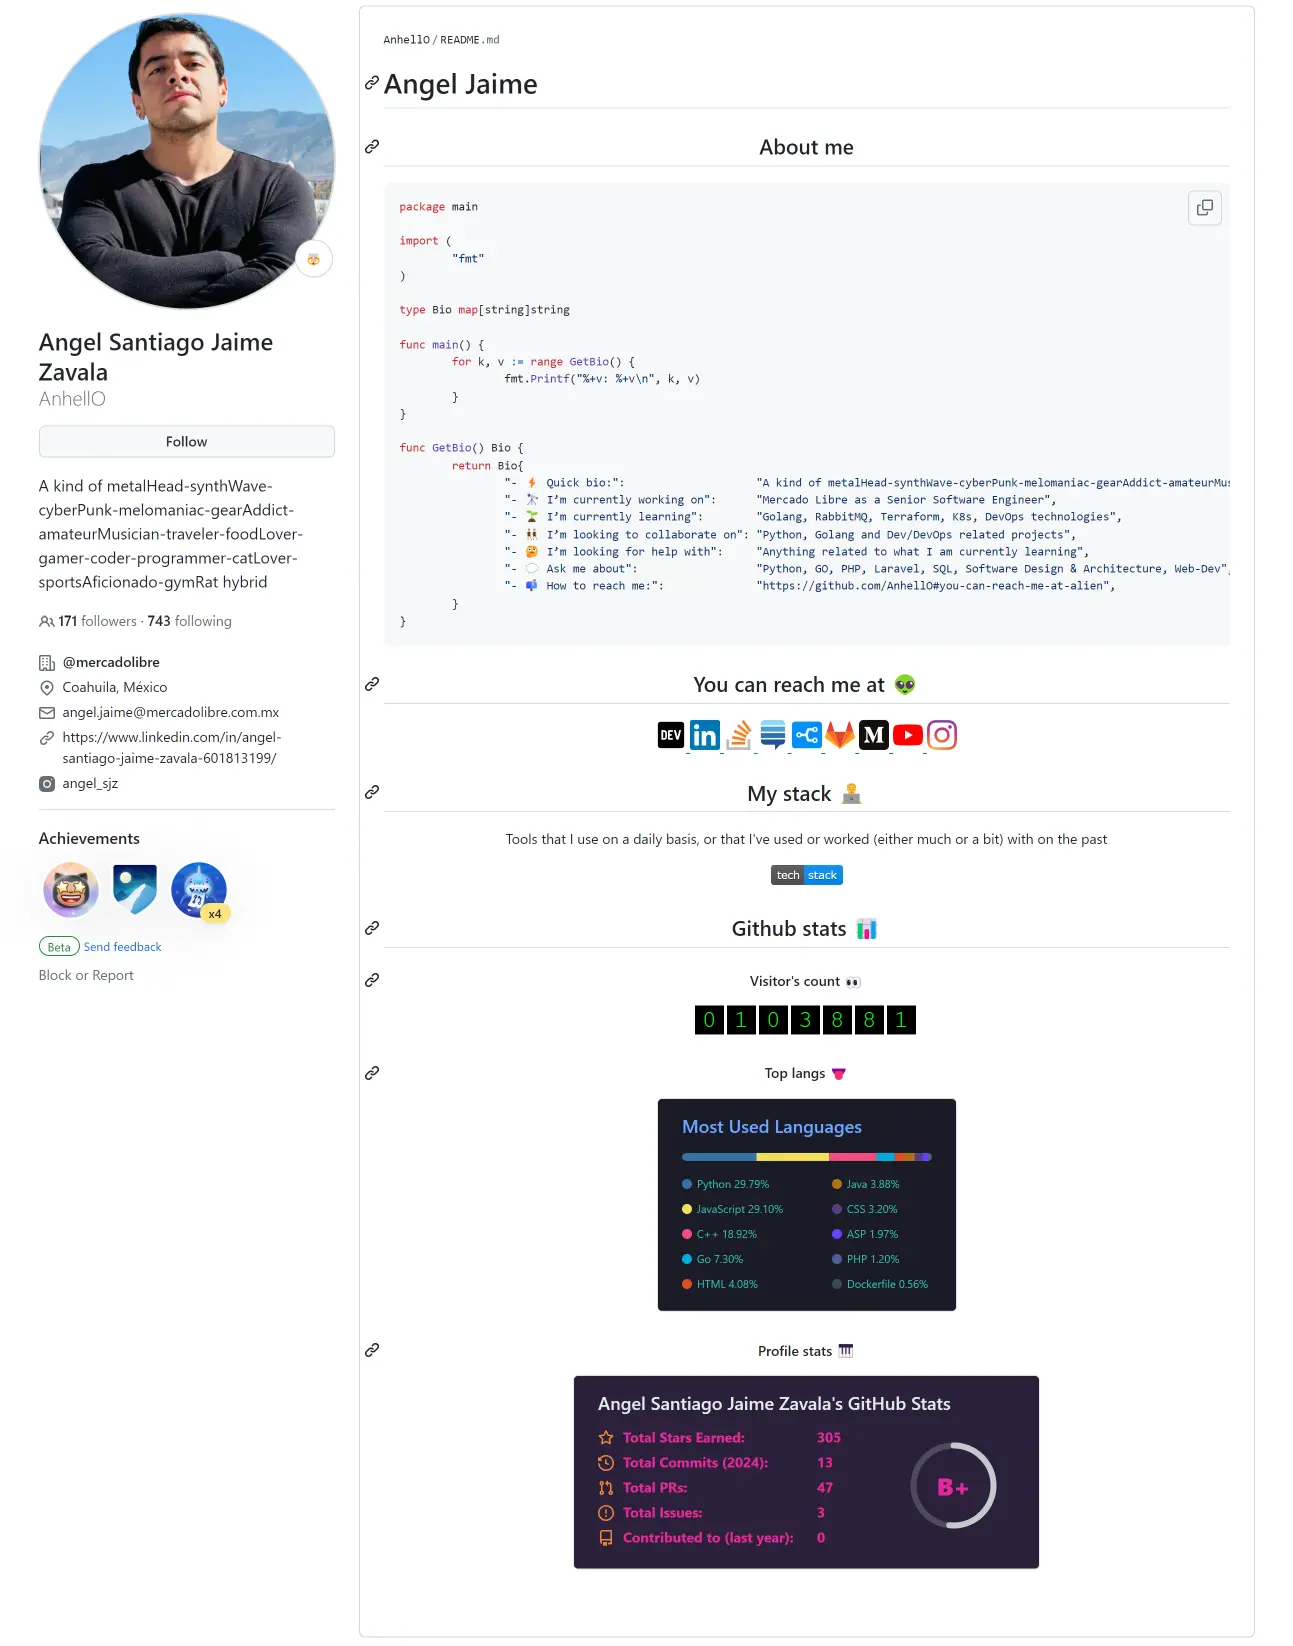 Angel Santiago Jaime
Zavala
AnhellO
Follow
A kind of metalHead-synthWave-
cyberPunk-melomaniac-gearAddict-
amateurMusician-traveler-foodLover-
gamer-coder-programmer-catLover-
sportsAficionado-gymRat hybrid
171 followers · 743 following
@mercadolibre
Coahuila, México
angel.jaime@mercadolibre.com.mx
https://www.linkedin.com/in/angel-
santiago-jaime-zavala-601813199/
angel_sjz
Achievements
x4
Beta Send feedback
Block or Report
AnhellO/README.md
Angel Jaime
About me
package main
import (
"fmt"
)
type Bio map[string]string
func main() {
for k, v := range GetBio() {
fmt.Printf("%+v: %+v\n", k, v)
}
}
func GetBio() Bio {
return Bio{
"- ⚡ Quick bio:": "A kind of metalHead-synthWave-cyberPunk-melomaniac-gearAddict-amateurMus
"- 🔭 I’m currently working on": "Mercado Libre as a Senior Software Engineer",
"- 🌱 I’m currently learning": "Golang, RabbitMQ, Terraform, K8s, DevOps technologies",
"- 👯 I’m looking to collaborate on": "Python, Golang and Dev/DevOps related projects",
"- 🤔 I’m looking for help with": "Anything related to what I am currently learning",
"- 💬 Ask me about": "Python, GO, PHP, Laravel, SQL, Software Design & Architecture, Web-Dev",
"- 📫 How to reach me:": "https://github.com/AnhellO#you-can-reach-me-at-alien",
}
}
You can reach me at 👽
DEV
in
M
My stack 👨‍💻
Tools that I use on a daily basis, or that I've used or worked (either much or a bit) with on the past
tech stack
Github stats 📊
Visitor's count 👀
0 1 0 3 8 8 1
Top langs 👅
Most Used Languages
Python 29.79%
JavaScript 29.10%
C++ 18.92%
Go 7.30%
HTML 4.08%
Java 3.88%
CSS 3.20%
ASP 1.97%
PHP 1.20%
Dockerfile 0.56%
Profile stats 🎹
Angel Santiago Jaime Zavala's GitHub Stats
Total Stars Earned: 305
Total Commits (2024): 13
Total PRs: 47
Total Issues: 3
Contributed to (last year): 0
B+